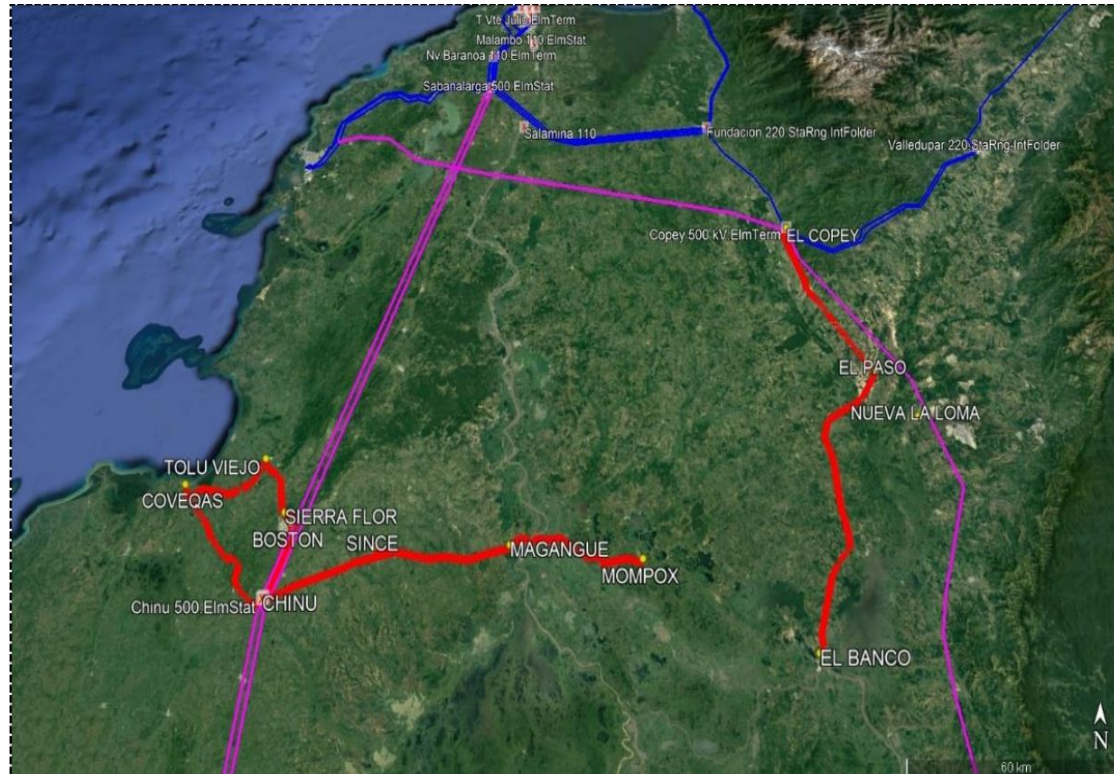 T Vte Julio ElmTerm
Malambo 110 ElmStat
Nv Baranoa 110 ElmTerm
Sabanalarga 500 ElmStat
Salamina 110
Fundacion 220 StaRng IntFolder
Valledupar 220 StaRng IntFolder
Copey 500 kV ElmTerm
EL COPEY
EL PASO
NUEVA LA LOMA
TOLU VIEJO
COVEÑAS
SIERRA FLOR
BOSTON
SINCE
MAGANGUE
MOMPOX
Chinu 500 ElmStat
CHINU
EL BANCO
N
60 km